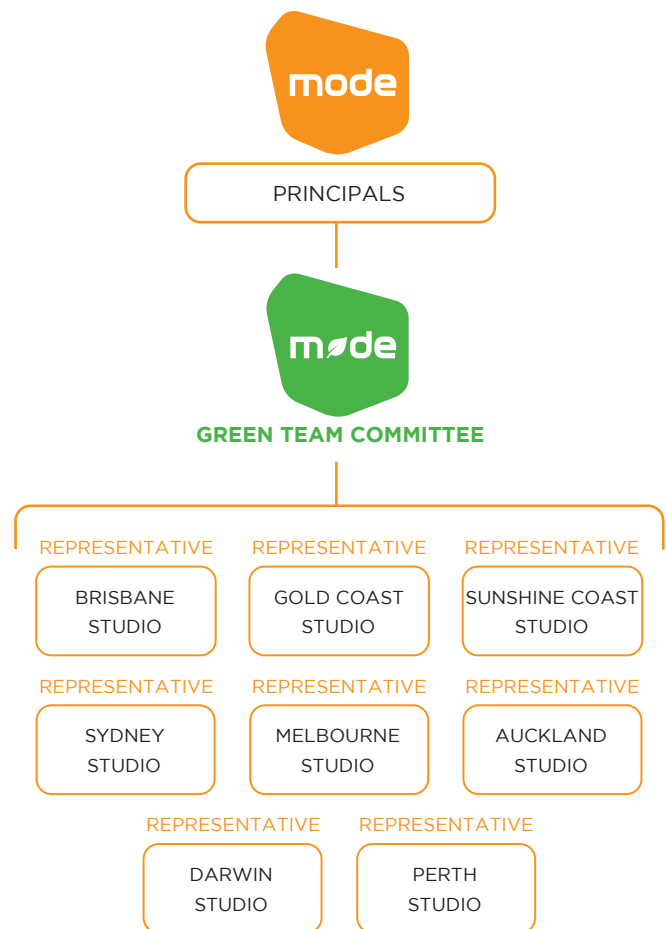 mode
PRINCIPALS
mode
GREEN TEAM COMMITTEE
REPRESENTATIVE REPRESENTATIVE REPRESENTATIVE
BRISBANE
STUDIO
GOLD COAST
STUDIO
SUNSHINE COAST
STUDIO
REPRESENTATIVE REPRESENTATIVE REPRESENTATIVE
SYDNEY
STUDIO
MELBOURNE
STUDIO
AUCKLAND
STUDIO
REPRESENTATIVE REPRESENTATIVE
DARWIN
STUDIO
PERTH
STUDIO